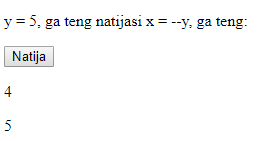 y = 5, ga teng natijasi x = --y, ga teng:
Natija
4
5